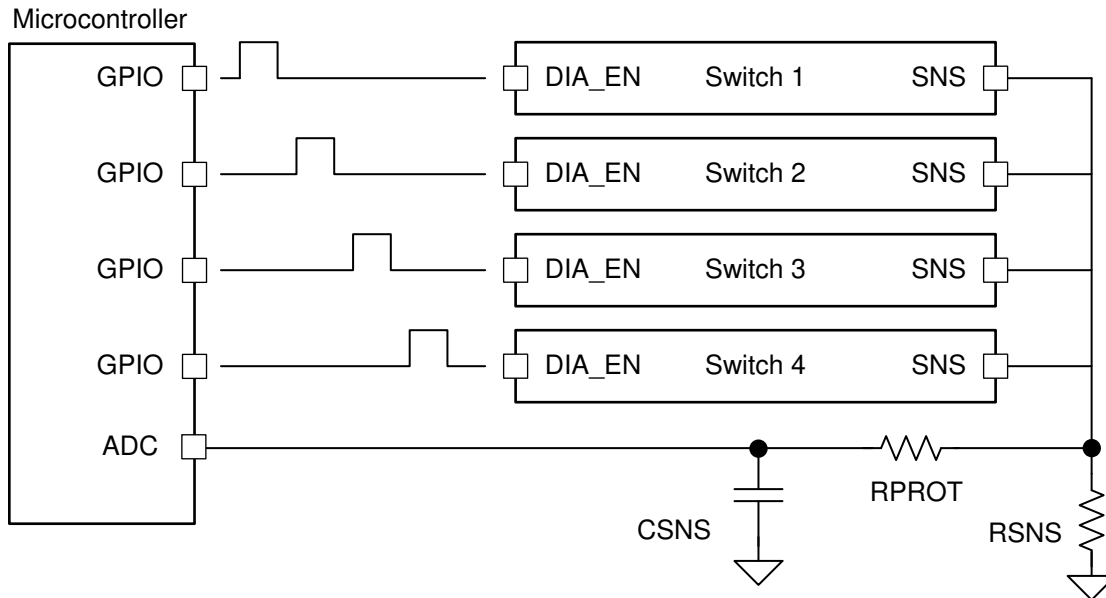 Microcontroller
GPIO DIA_EN Switch 1 SNS
GPIO DIA_EN Switch 2 SNS
GPIO DIA_EN Switch 3 SNS
GPIO DIA_EN Switch 4 SNS
ADC
RPROT
CSNS
RSNS